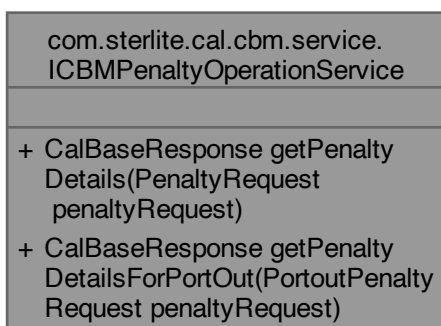 com.sterlite.cal.cbm.service.
ICBMPenaltyOperationService
+ CalBaseResponse getPenalty
Details(PenaltyRequest
penaltyRequest)
+ CalBaseResponse getPenalty
DetailsForPortOut(PortoutPenalty
Request penaltyRequest)